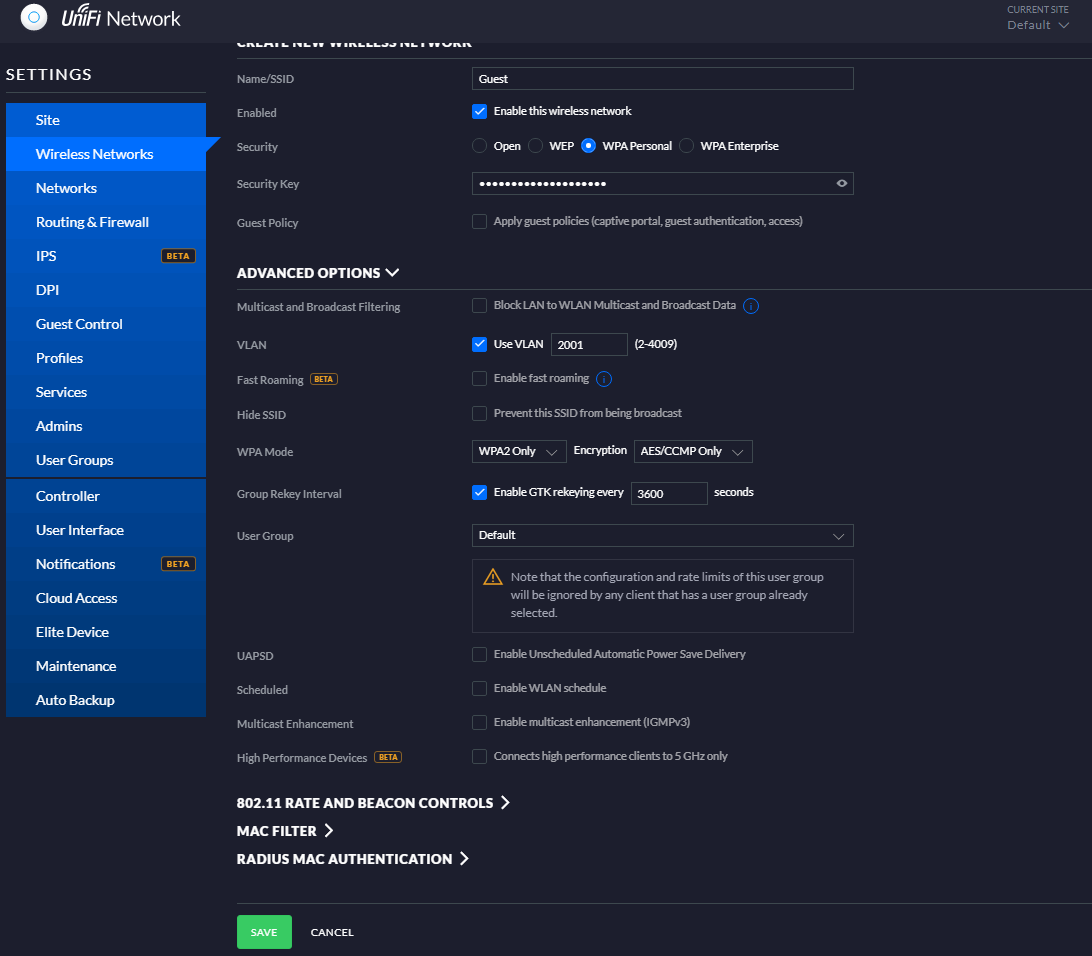 UniFi Network
CURRENT SITE
Default
SETTINGS
Site
Wireless Networks
Networks
Routing & Firewall
IPS BETA
DPI
Guest Control
Profiles
Services
Admins
User Groups
Controller
User Interface
Notifications BETA
Cloud Access
Elite Device
Maintenance
Auto Backup
CREATE NEW WIRELESS NETWORK
Name/SSID Guest
Enabled Enable this wireless network
Security Open WEP WPA Personal WPA Enterprise
Security Key ••••••••••••••••••••
Guest Policy Apply guest policies (captive portal, guest authentication, access)
ADVANCED OPTIONS
Multicast and Broadcast Filtering Block LAN to WLAN Multicast and Broadcast Data
VLAN Use VLAN 2001 (2-4009)
Fast Roaming BETA Enable fast roaming
Hide SSID Prevent this SSID from being broadcast
WPA Mode WPA2 Only Encryption AES/CCMP Only
Group Rekey Interval Enable GTK rekeying every 3600 seconds
User Group Default
Note that the configuration and rate limits of this user group
will be ignored by any client that has a user group already
selected.
UAPSD Enable Unscheduled Automatic Power Save Delivery
Scheduled Enable WLAN schedule
Multicast Enhancement Enable multicast enhancement (IGMPv3)
High Performance Devices BETA Connects high performance clients to 5 GHz only
802.11 RATE AND BEACON CONTROLS
MAC FILTER
RADIUS MAC AUTHENTICATION
SAVE CANCEL